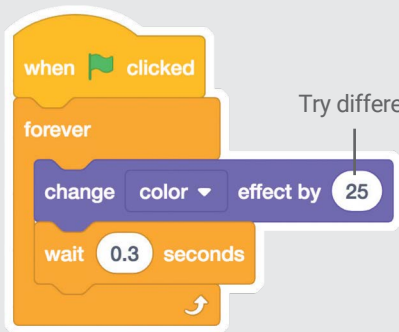 when clicked
Try differe
forever
change color effect by 25
wait 0.3 seconds